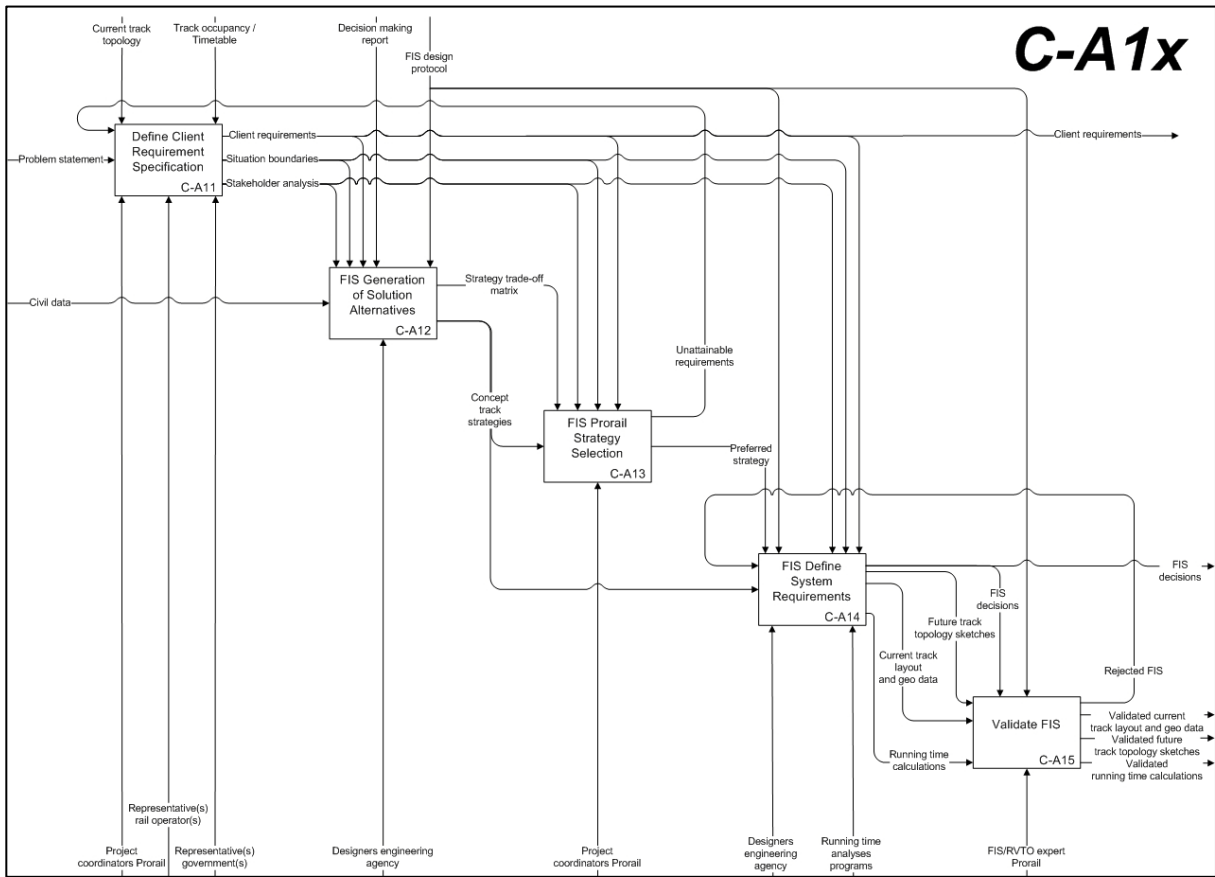 C-A1x
Current track
topology
Track occupancy /
Timetable
Decision making
report
FIS design
protocol
Define Client
Requirement
Specification
C-A11
Problem statement
Client requirements
Client requirements
Situation boundaries
Stakeholder analysis
Civil data
FIS Generation
of Solution
Alternatives
C-A12
Strategy trade-off
matrix
Concept
track
strategies
Unattainable
requirements
FIS Prorail
Strategy
Selection
C-A13
Preferred
strategy
FIS Define
System
Requirements
C-A14
FIS
decisions
FIS
decisions
Future track
topology sketches
Current track
layout
and geo data
Running time
calculations
Rejected FIS
Validate FIS
C-A15
Validated current
track layout and geo data
Validated future
track topology sketches
Validated
running time calculations
Project
coordinators Prorail
Representative(s)
rail operator(s)
Representative(s)
government(s)
Designers engineering
agency
Project
coordinators Prorail
Designers
engineering
agency
Running time
analyses
programs
FIS/RVTO expert
Prorail